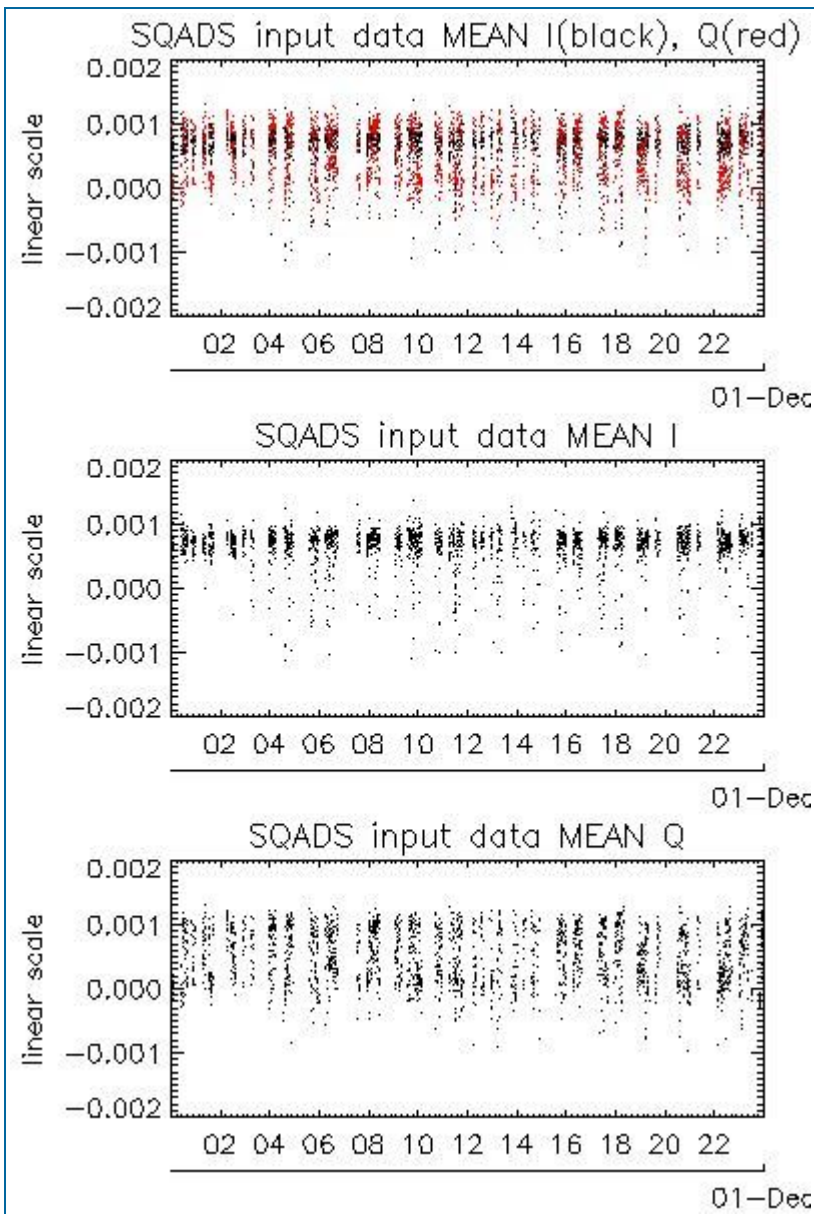 SQADS input data MEAN I(black), Q(red)
0.002
0.001
0.000
−0.001
−0.002
linear scale
02 04 06 08 10 12 14 16 18 20 22
01−Dec
SQADS input data MEAN I
0.002
0.001
0.000
−0.001
−0.002
linear scale
02 04 06 08 10 12 14 16 18 20 22
01−Dec
SQADS input data MEAN Q
0.002
0.001
0.000
−0.001
−0.002
linear scale
02 04 06 08 10 12 14 16 18 20 22
01−Dec